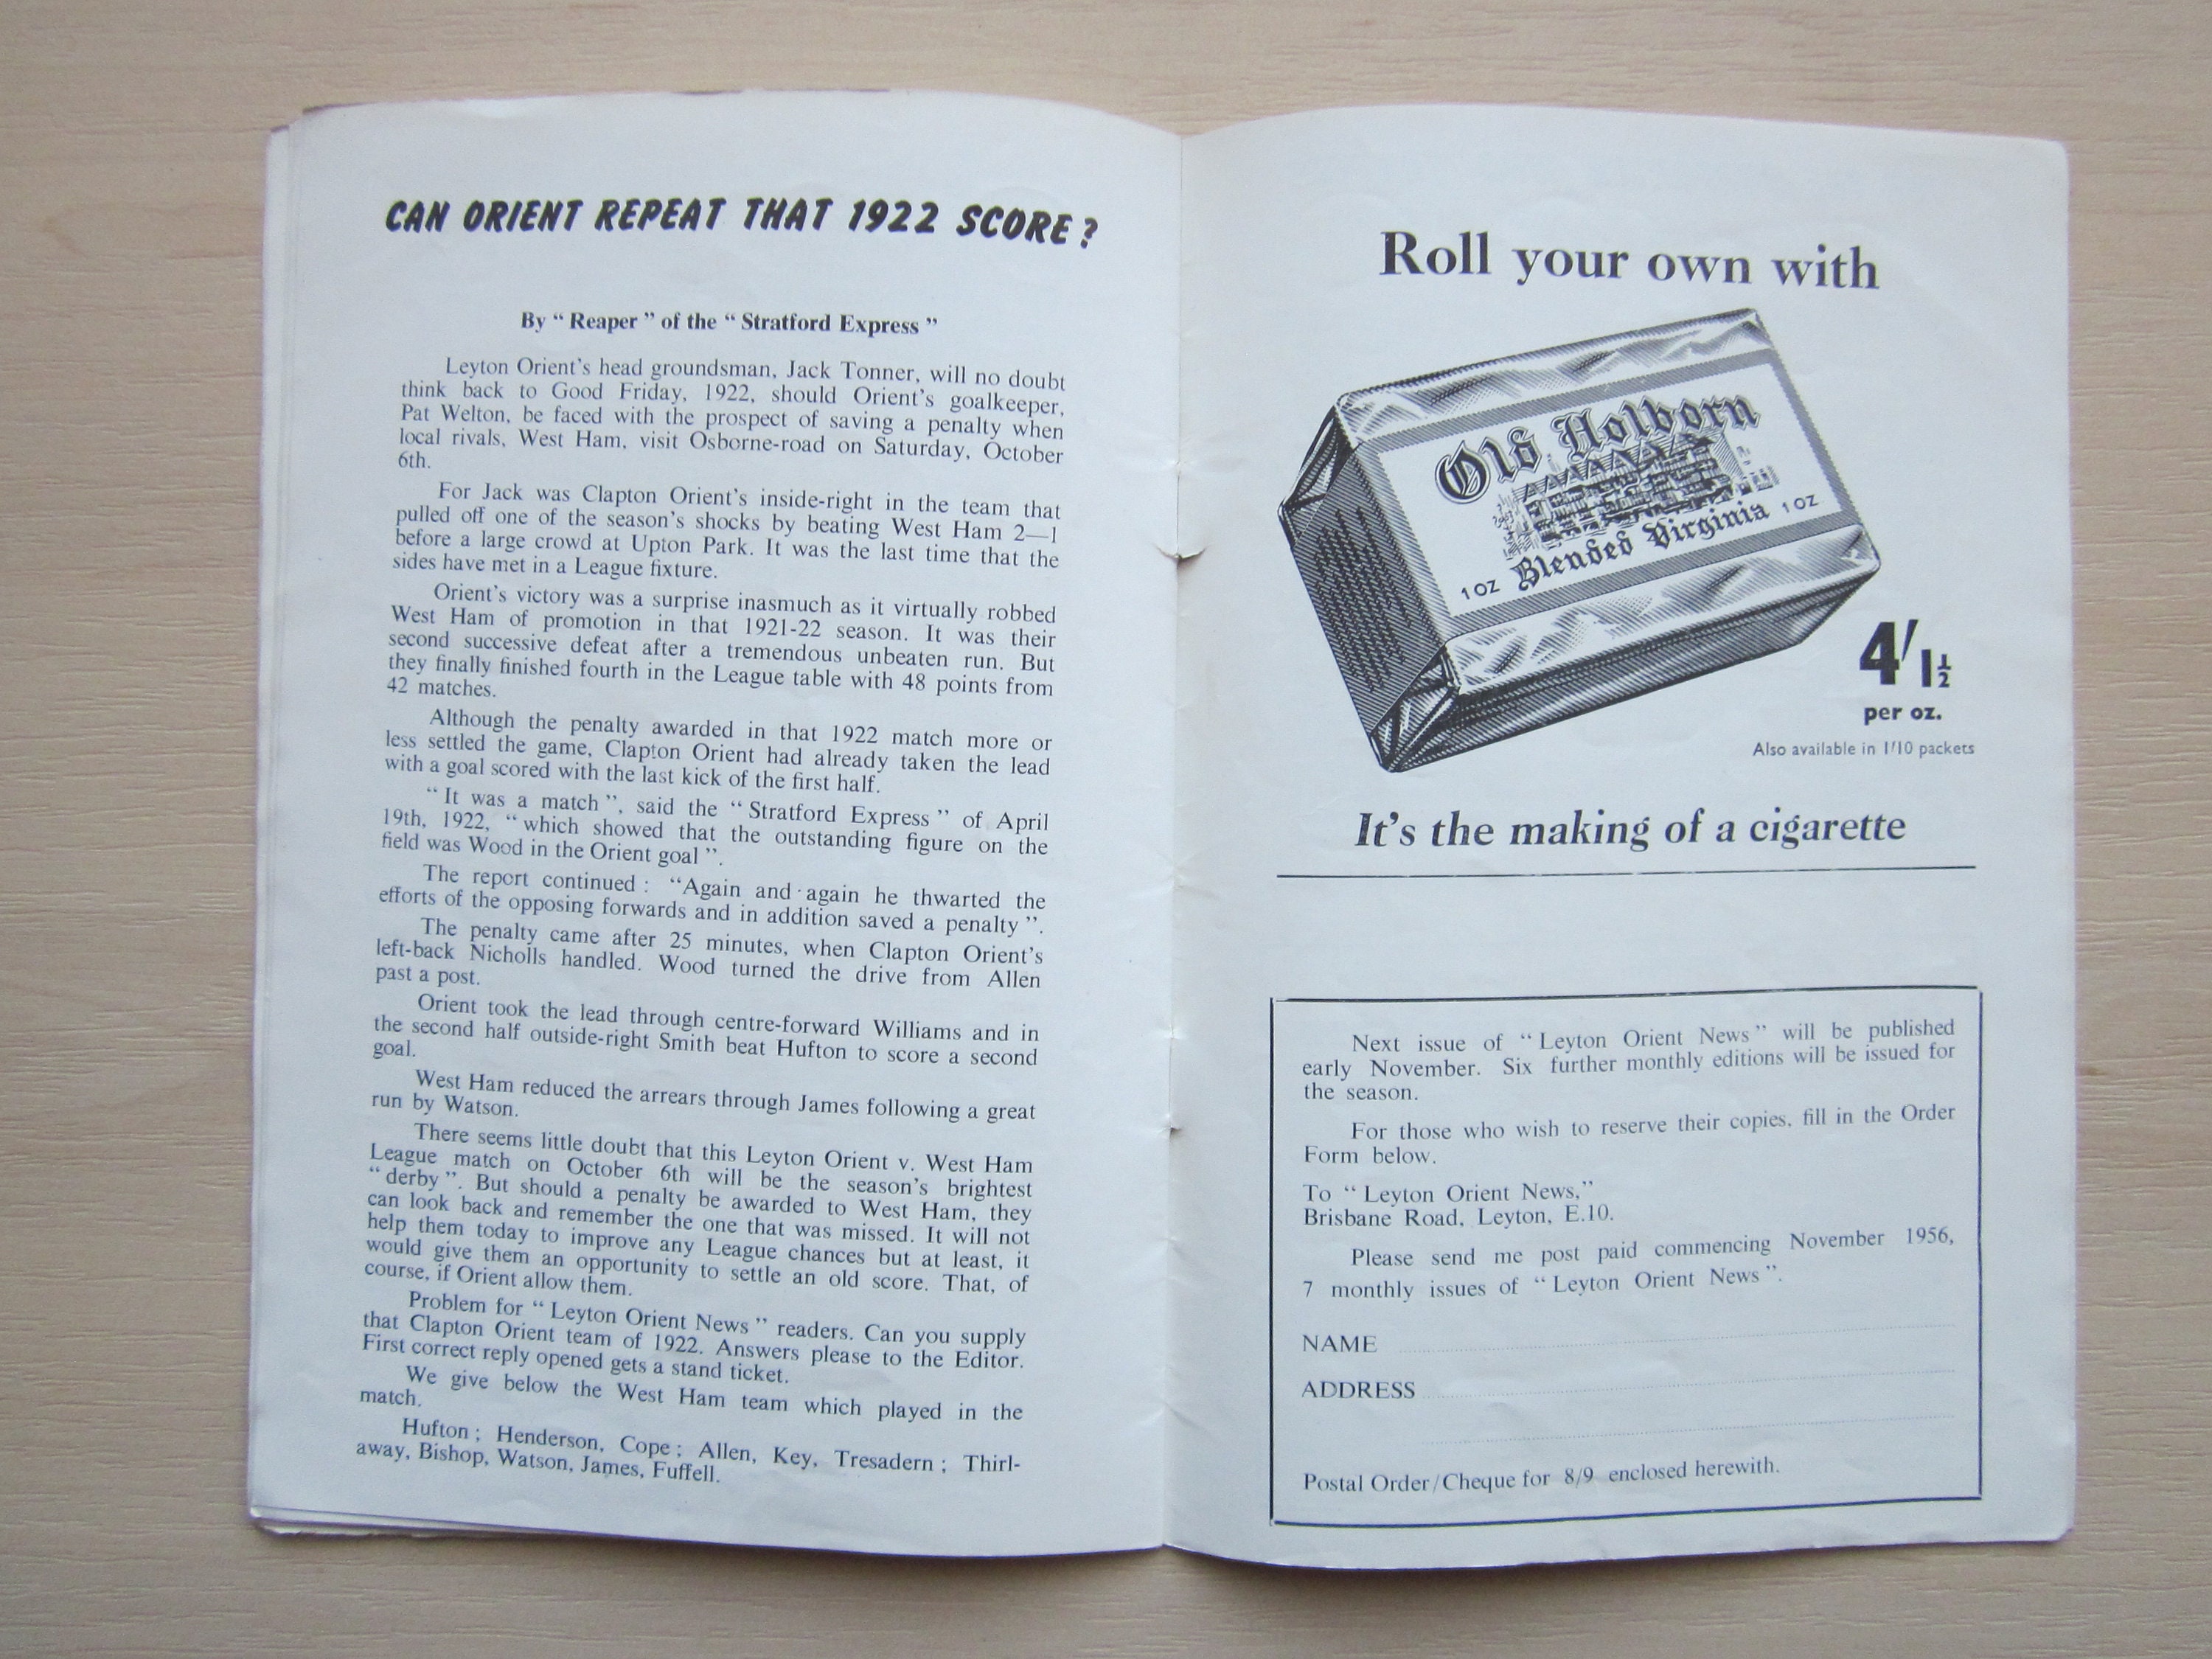 CAN ORIENT REPEAT THAT 1922 SCORE?
By “ Reaper ” of the “ Stratford Express ”
Leyton Orient's head groundsman, Jack Tonner, will no doubt
think back to Good Friday, 1922, should Orient's goalkeeper,
Pat Welton, be faced with the prospect of saving a penalty when
local rivals, West Ham, visit Osborne-road on Saturday, October
6th.
For Jack was Clapton Orient's inside-right in the team that
pulled off one of the season's shocks by beating West Ham 2—1
before a large crowd at Upton Park. It was the last time that the
sides have met in a League fixture.
Orient's victory was a surprise inasmuch as it virtually robbed
West Ham of promotion in that 1921-22 season. It was their
second successive defeat after a tremendous unbeaten run. But
they finally finished fourth in the League table with 48 points from
42 matches.
Although the penalty awarded in that 1922 match more or
less settled the game, Clapton Orient had already taken the lead
with a goal scored with the last kick of the first half.
“ It was a match ”, said the “ Stratford Express ” of April
19th, 1922, “ which showed that the outstanding figure on the
field was Wood in the Orient goal ”.
The report continued : “Again and again he thwarted the
efforts of the opposing forwards and in addition saved a penalty ”.
The penalty came after 25 minutes, when Clapton Orient's
left-back Nicholls handled. Wood turned the drive from Allen
past a post.
Orient took the lead through centre-forward Williams and in
the second half outside-right Smith beat Hufton to score a second
goal.
West Ham reduced the arrears through James following a great
run by Watson.
There seems little doubt that this Leyton Orient v. West Ham
League match on October 6th will be the season's brightest
“ derby ”. But should a penalty be awarded to West Ham, they
can look back and remember the one that was missed. It will not
help them today to improve any League chances but at least, it
would give them an opportunity to settle an old score. That, of
course, if Orient allow them.
Problem for “ Leyton Orient News ” readers. Can you supply
that Clapton Orient team of 1922. Answers please to the Editor.
First correct reply opened gets a stand ticket.
We give below the West Ham team which played in the
match.
Hufton ; Henderson, Cope ; Allen, Key, Tresadern ; Thirl-
away, Bishop, Watson, James, Fuffell.
Roll your own with
Old Holborn
1 OZ Blended Virginia 1 OZ
4/1½
per oz.
Also available in 1/10 packets
It's the making of a cigarette
Next issue of “ Leyton Orient News ” will be published
early November. Six further monthly editions will be issued for
the season.
For those who wish to reserve their copies, fill in the Order
Form below.
To “ Leyton Orient News,”
Brisbane Road, Leyton, E.10.
Please send me post paid commencing November 1956,
7 monthly issues of “ Leyton Orient News ”.
NAME
ADDRESS
Postal Order/Cheque for 8/9 enclosed herewith.